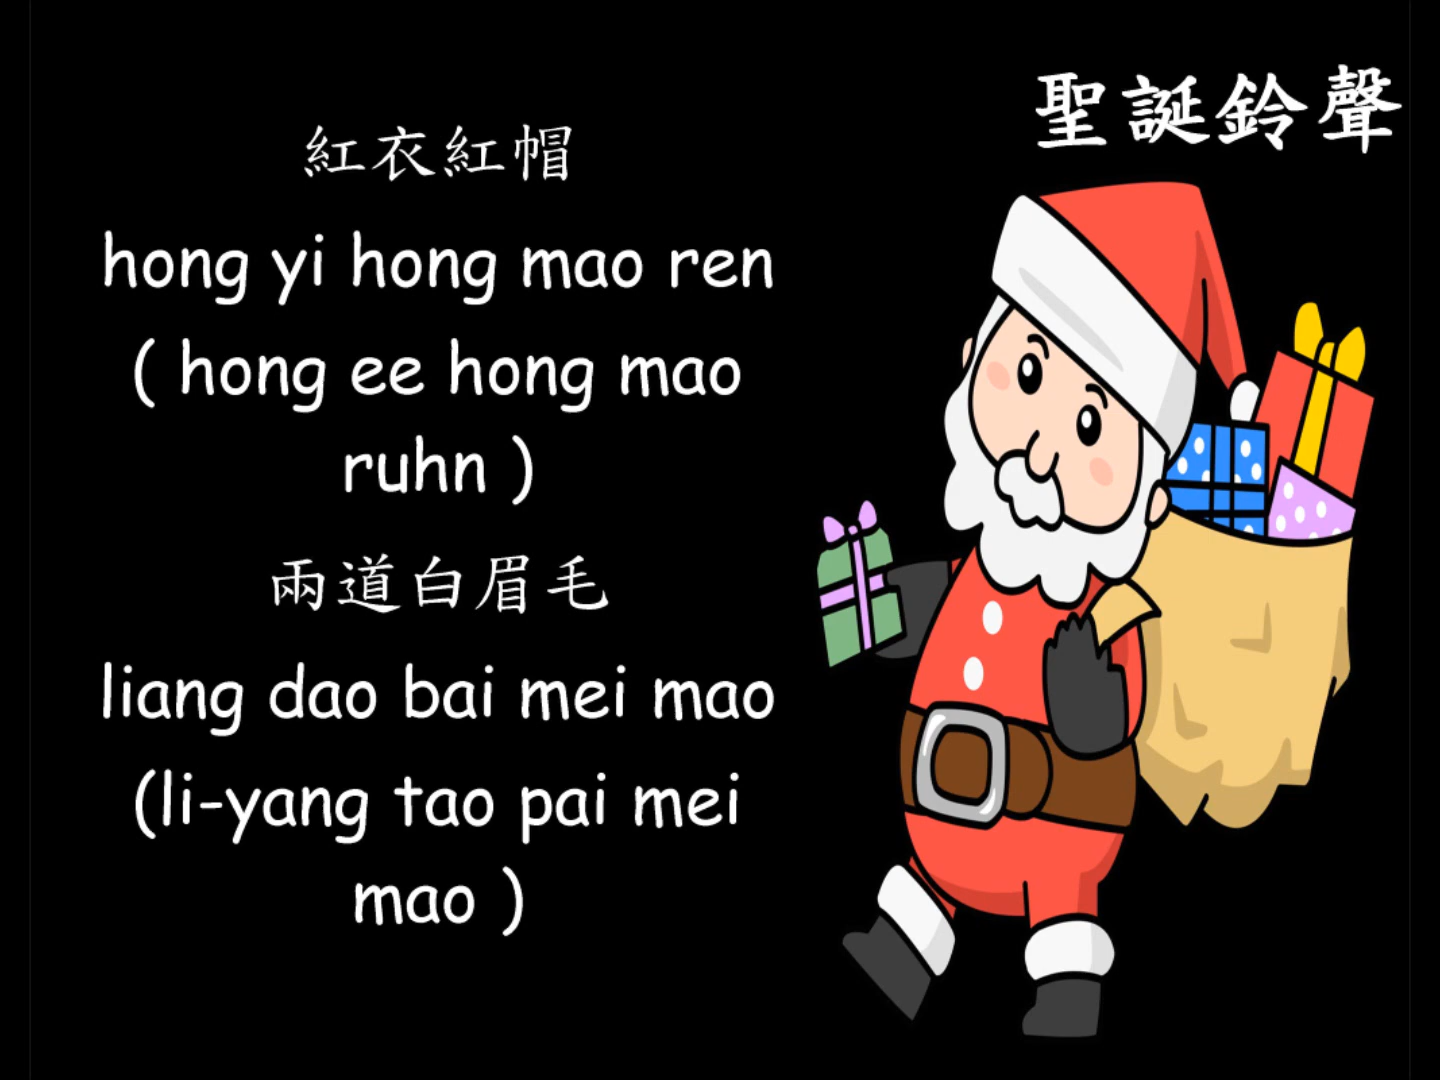 聖誕鈴聲
紅衣紅帽
hong yi hong mao ren
( hong ee hong mao
ruhn )
兩道白眉毛
liang dao bai mei mao
(li-yang tao pai mei
mao )